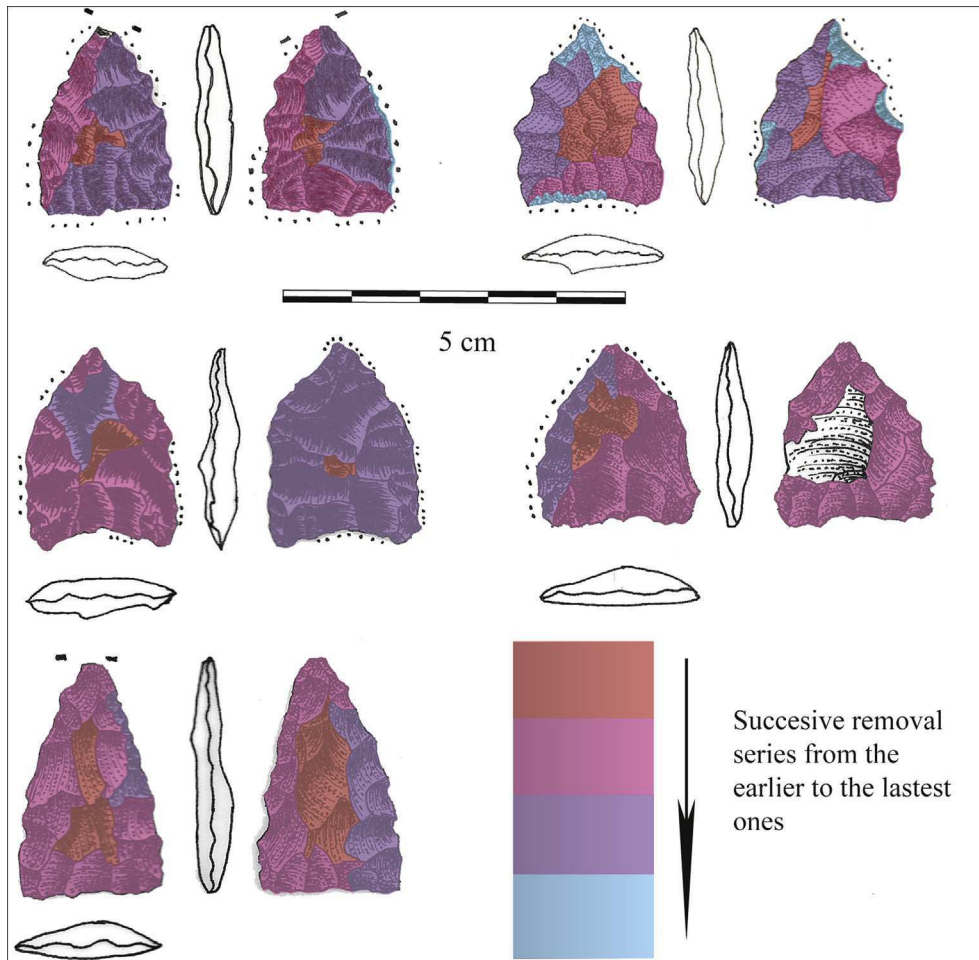 5 cm
Succesive removal
series from the
earlier to the lastest
ones